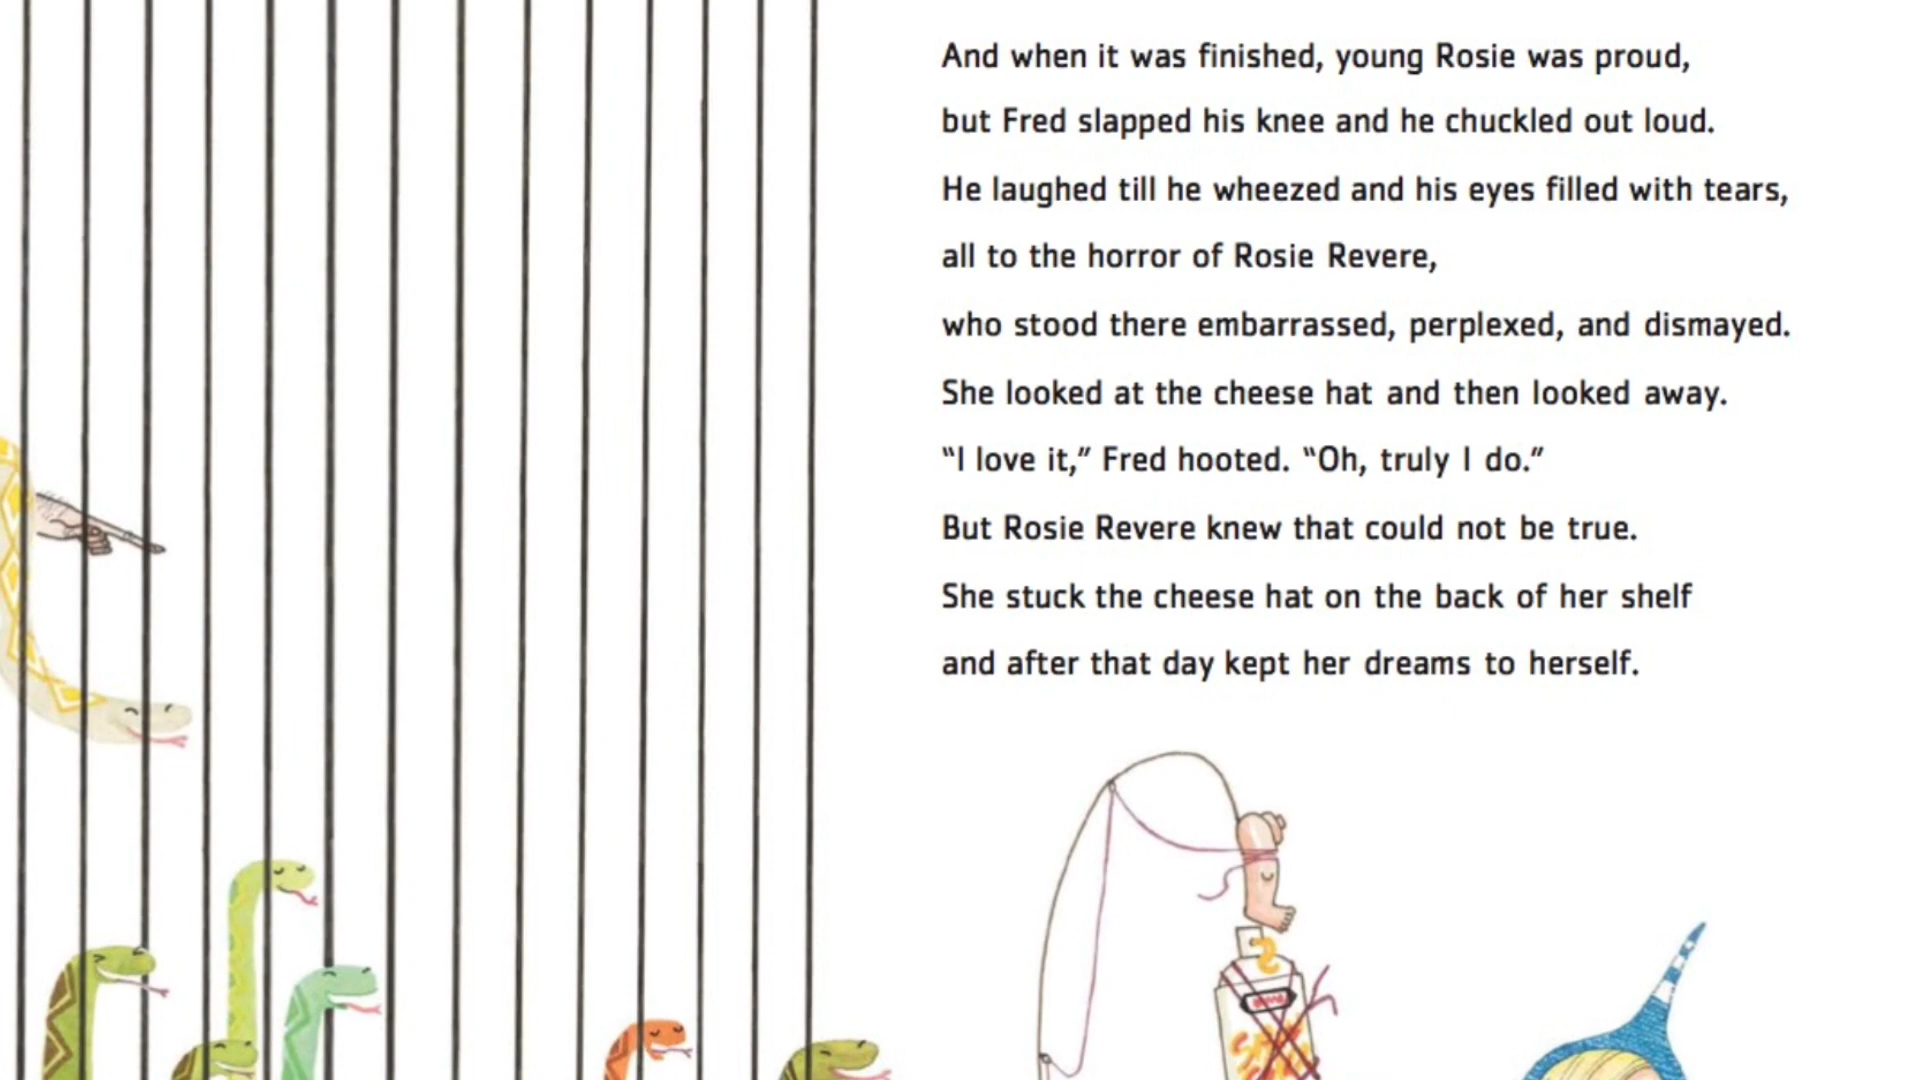 And when it was finished, young Rosie was proud,
but Fred slapped his knee and he chuckled out loud.
He laughed till he wheezed and his eyes filled with tears,
all to the horror of Rosie Revere,
who stood there embarrassed, perplexed, and dismayed.
She looked at the cheese hat and then looked away.
“I love it,” Fred hooted. “Oh, truly I do.”
But Rosie Revere knew that could not be true.
She stuck the cheese hat on the back of her shelf
and after that day kept her dreams to herself.